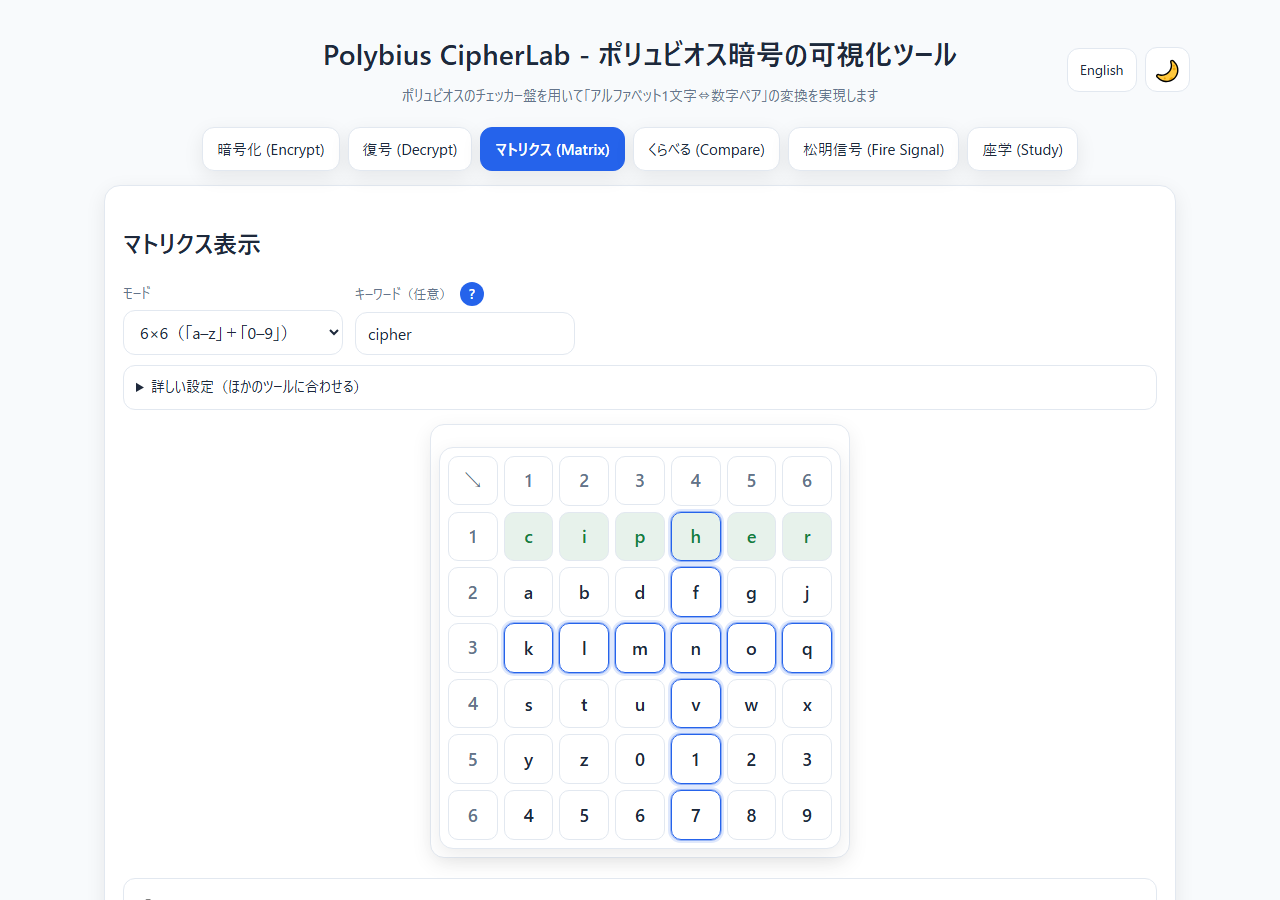 Polybius CipherLab - ポリュビオス暗号の可視化ツール
English
ポリュビオスのチェッカー盤を用いて「アルファベット1文字⇔数字ペア」の変換を実現します
暗号化 (Encrypt) 復号 (Decrypt) マトリクス (Matrix) くらべる (Compare) 松明信号 (Fire Signal) 座学 (Study)
マトリクス表示
モード キーワード（任意） ?
6×6（「a–z」＋「0–9」） cipher
▶ 詳しい設定（ほかのツールに合わせる）
↘ 1 2 3 4 5 6
1 c i p h e r
2 a b d f g j
3 k l m n o q
4 s t u v w x
5 y z 0 1 2 3
6 4 5 6 7 8 9